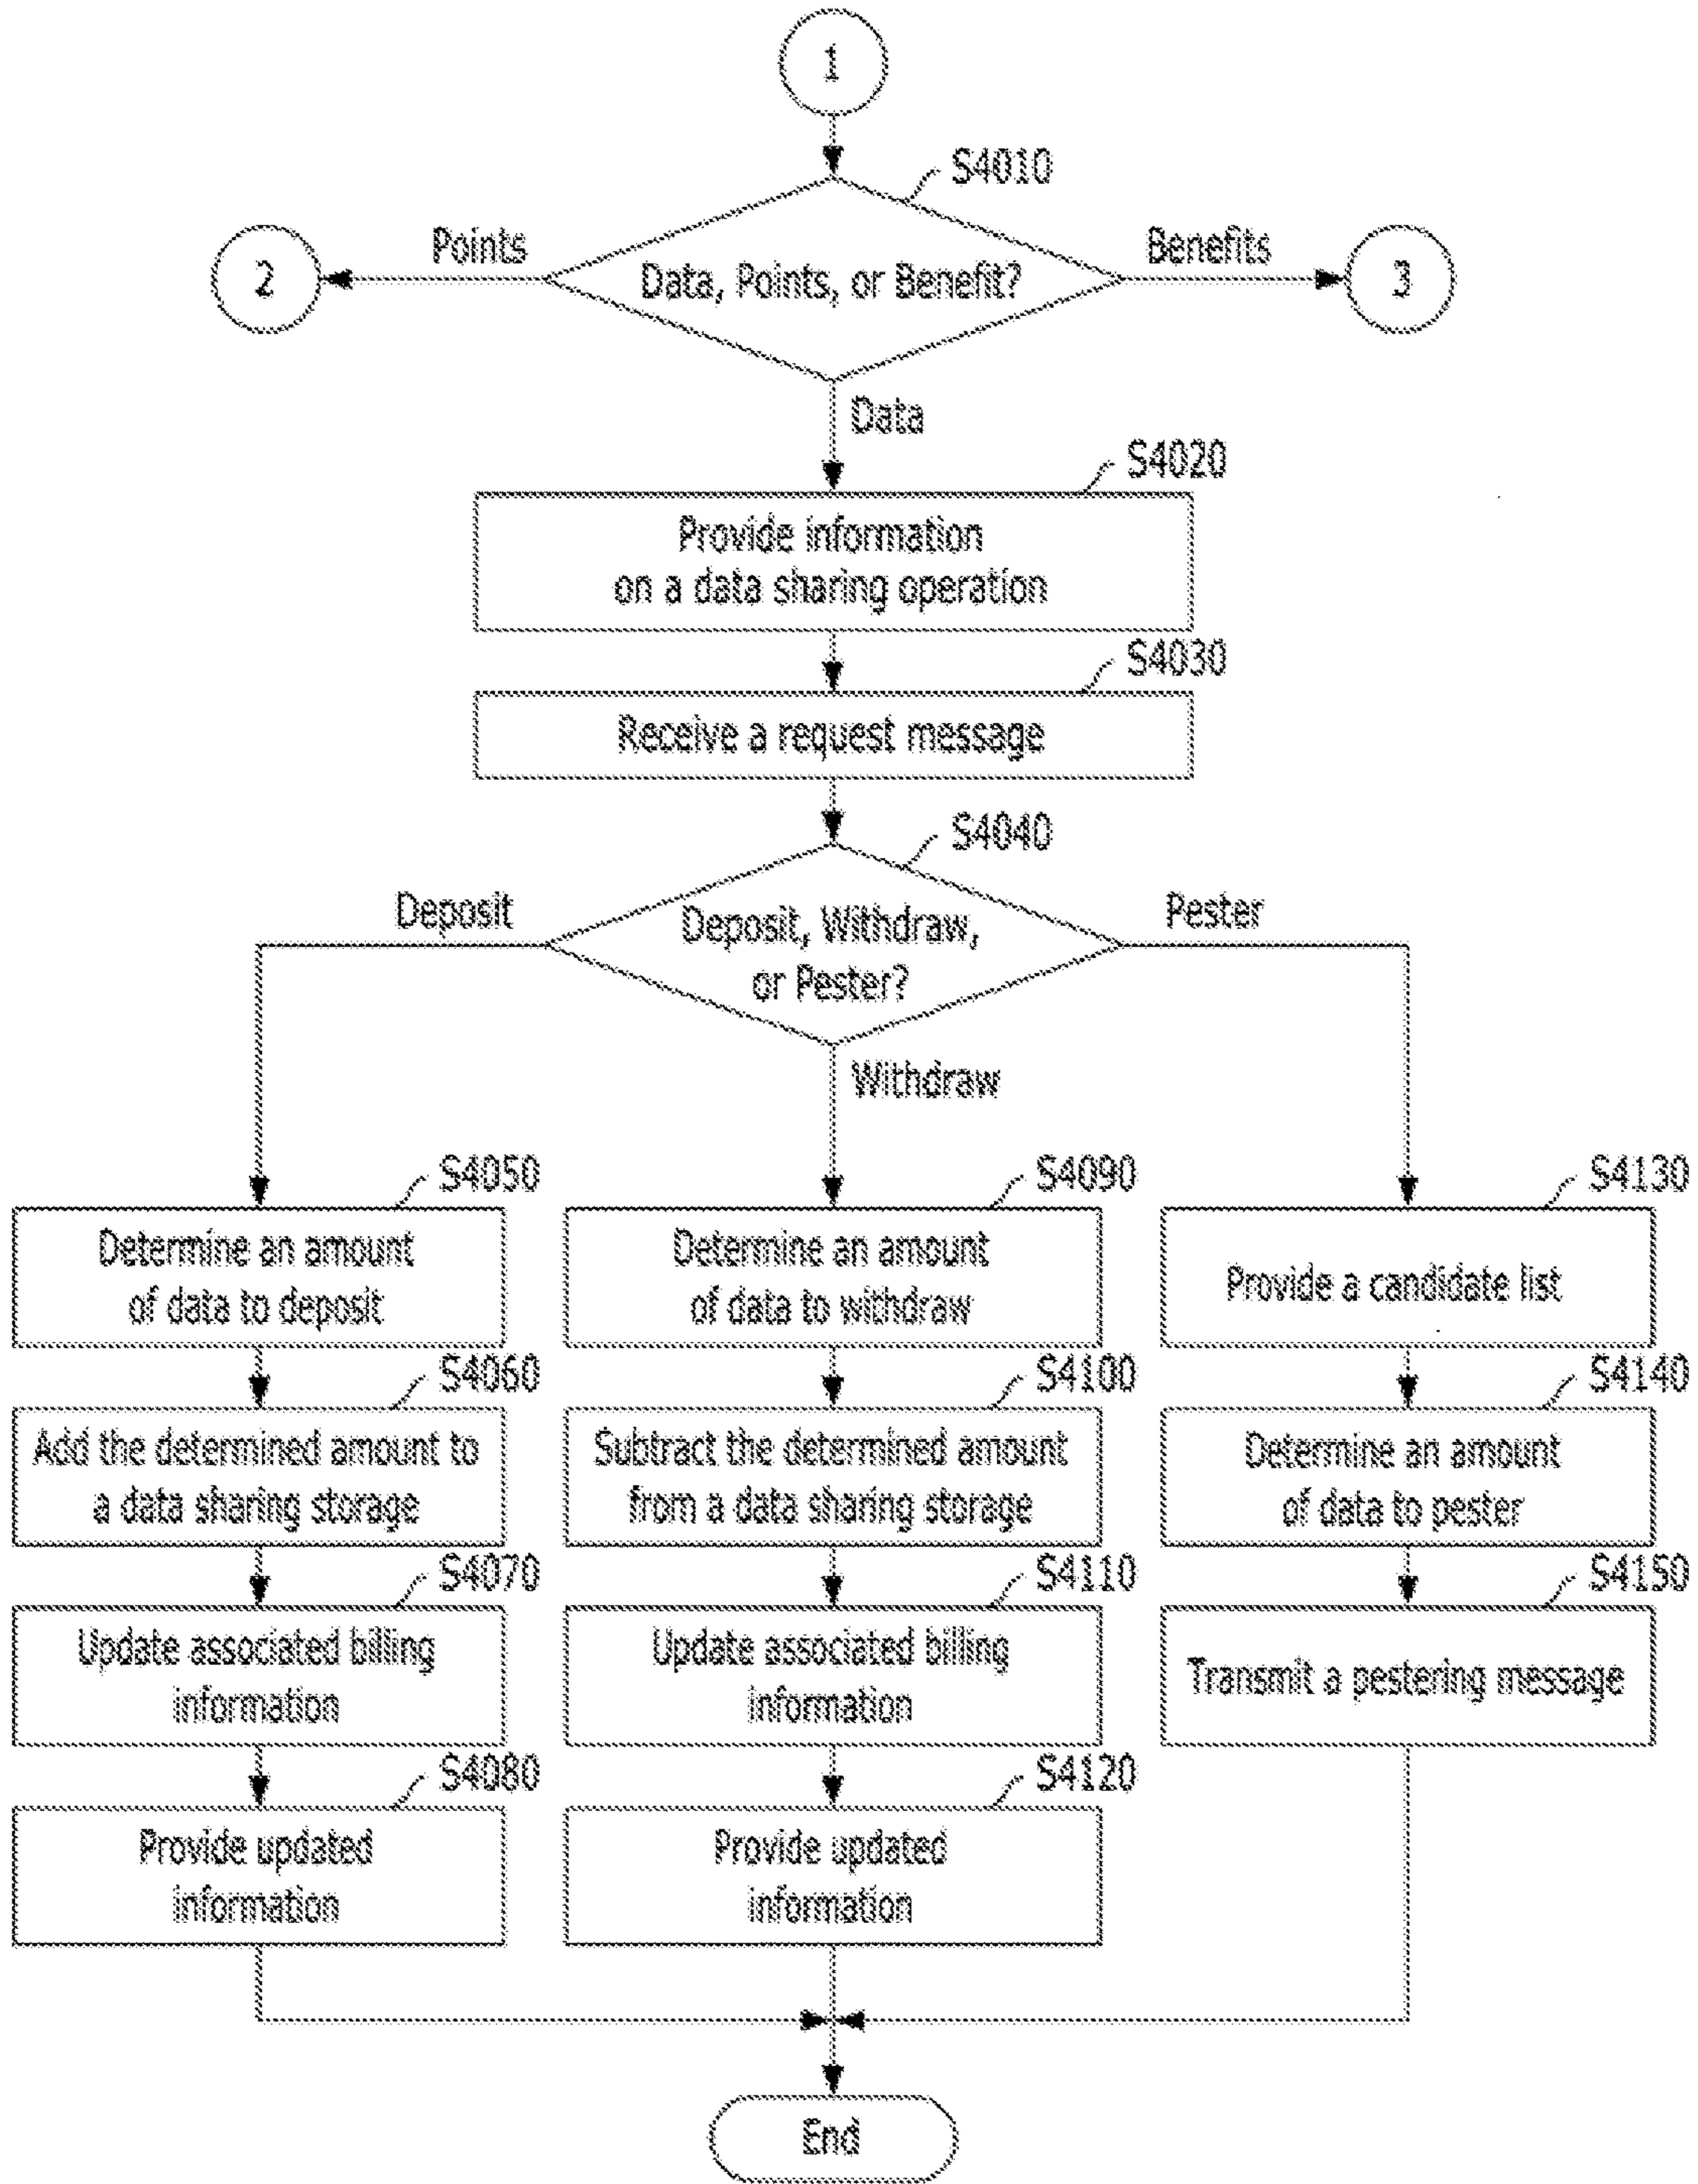 1
S4010
Points
Benefits
2
Data, Points, or Benefit?
3
Data
S4020
Provide information
on a data sharing operation
S4030
Receive a request message
S4040
Deposit
Pester
Deposit, Withdraw,
or Pester?
Withdraw
S4050
Determine an amount
of data to deposit
S4060
Add the determined amount to
a data sharing storage
S4070
Update associated billing
information
S4080
Provide updated
information
S4090
Determine an amount
of data to withdraw
S4100
Subtract the determined amount
from a data sharing storage
S4110
Update associated billing
information
S4120
Provide updated
information
S4130
Provide a candidate list
S4140
Determine an amount
of data to pester
S4150
Transmit a pestering message
End